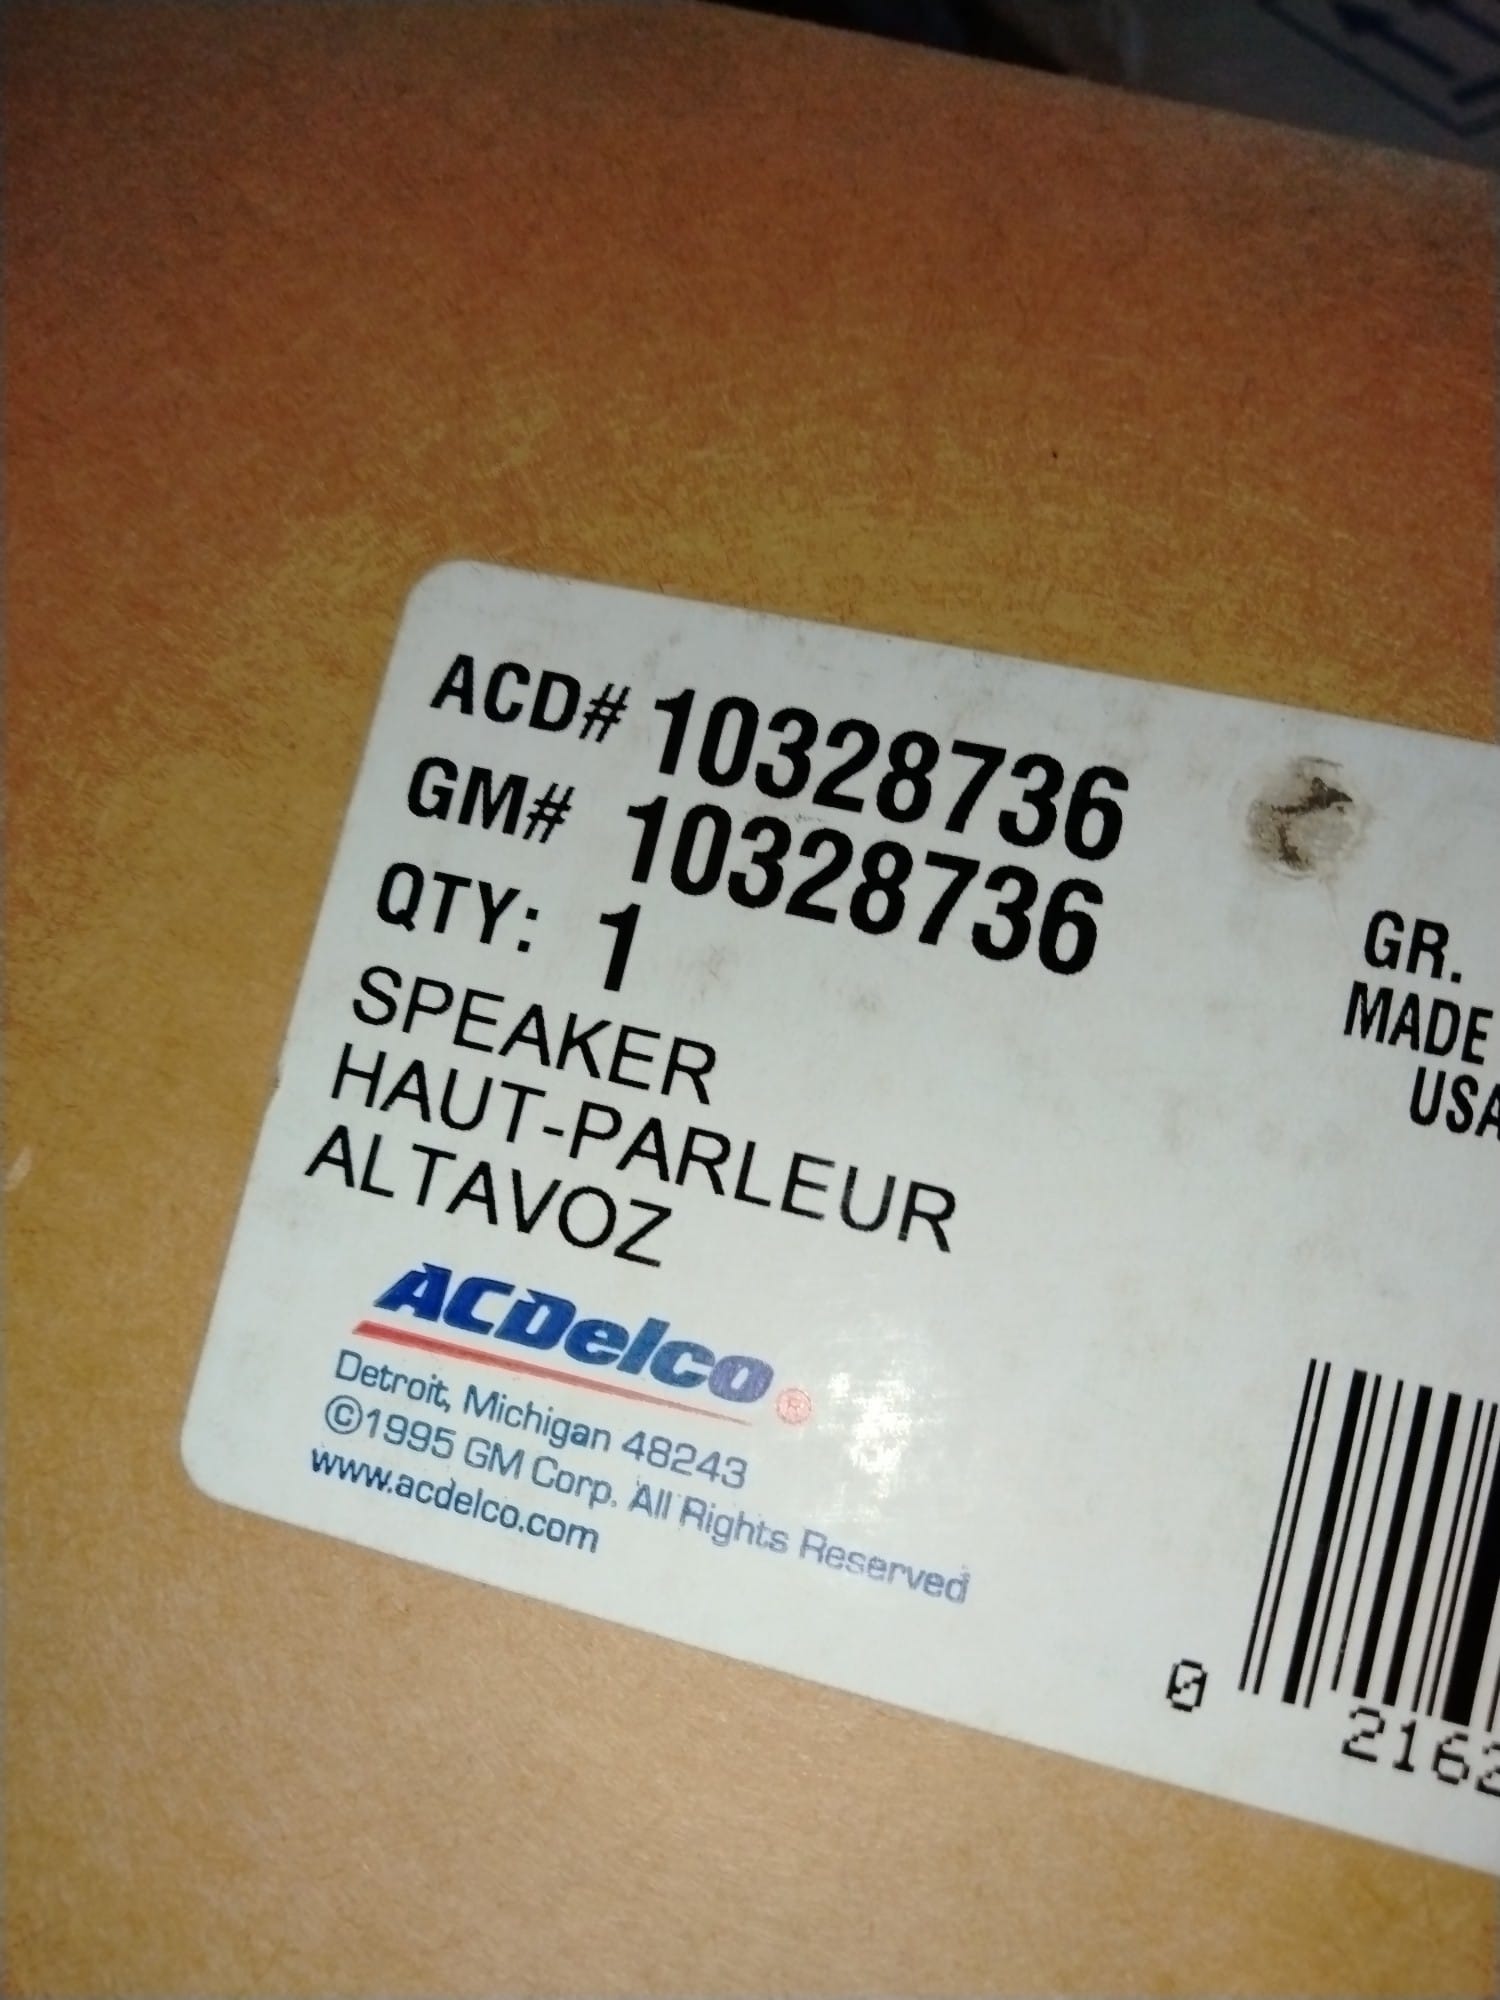 ACD# 10328736
GM# 10328736
QTY: 1
SPEAKER
HAUT-PARLEUR
ALTAVOZ
GR.
MADE
USA
ACDelco®
Detroit, Michigan 48243
©1995 GM Corp. All Rights Reserved
www.acdelco.com
0 2162